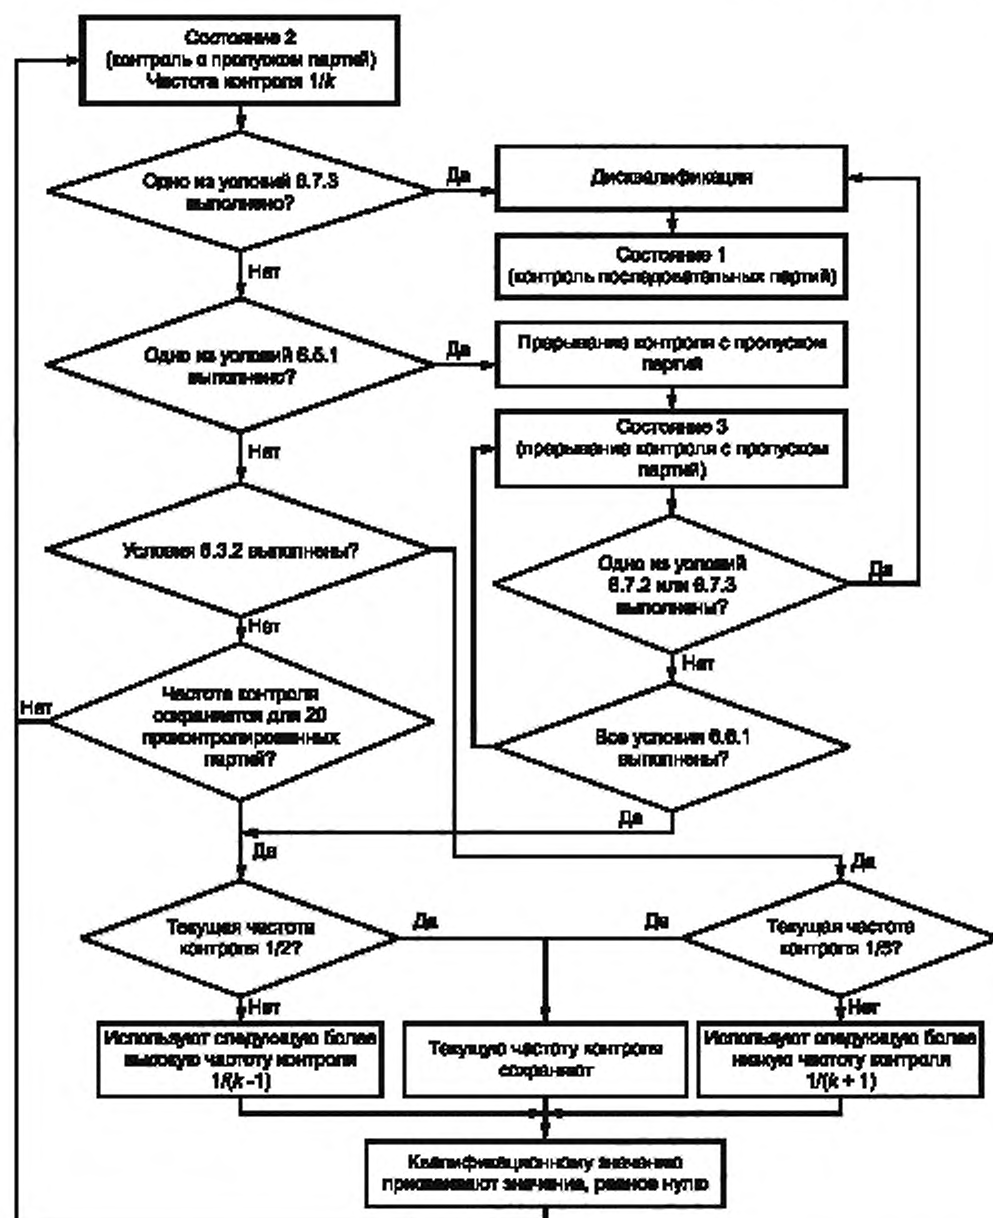 Состояние 2
(контроль с пропуском партий)
Частота контроля 1/k
Одно из условий 6.7.3
выполнено?
Да
Дисквалификация
Состояние 1
(контроль последовательных партий)
Нет
Одно из условий 6.5.1
выполнено?
Да
Прерывание контроля с пропуском
партий
Состояние 3
(прерывание контроля с пропуском
партий)
Нет
Условия 6.3.2 выполнены?
Одно из условий
6.7.2 или 6.7.3
выполнены?
Да
Нет
Нет
Нет
Частота контроля
сохраняется для 20
проконтролированных
партий?
Все условия 6.6.1
выполнены?
Да
Да
Да
Текущая частота
контроля 1/2?
Да
Да
Текущая частота
контроля 1/5?
Нет
Нет
Используют следующую более
высокую частоту контроля
1/(k -1)
Текущую частоту контроля
сохраняют
Используют следующую более
низкую частоту контроля
1/(k + 1)
Квалификационному значению
присваивают значение, равное нулю